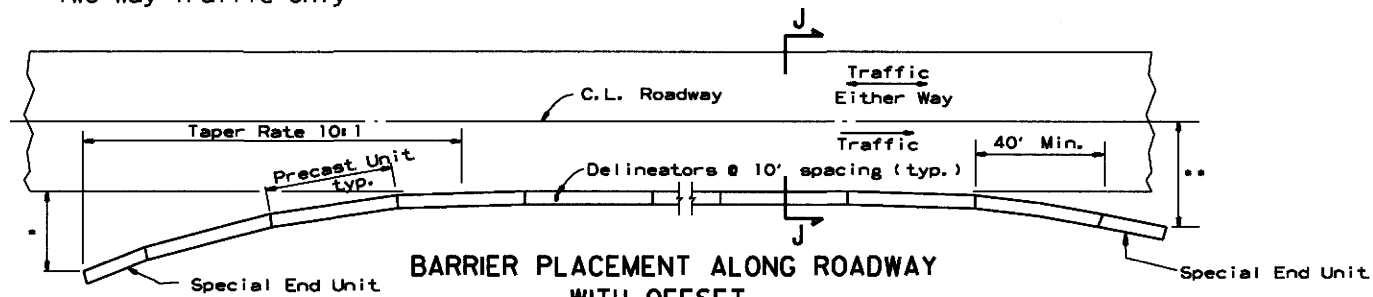 Two Way Traffic Only
J
Traffic
Either Way
C.L. Roadway
Taper Rate 10:1
Traffic
40' Min.
Precast Unit
typ.
Delineators @ 10' spacing (typ.)
**
*
J
BARRIER PLACEMENT ALONG ROADWAY
WITH OFFSET
Special End Unit
Special End Unit